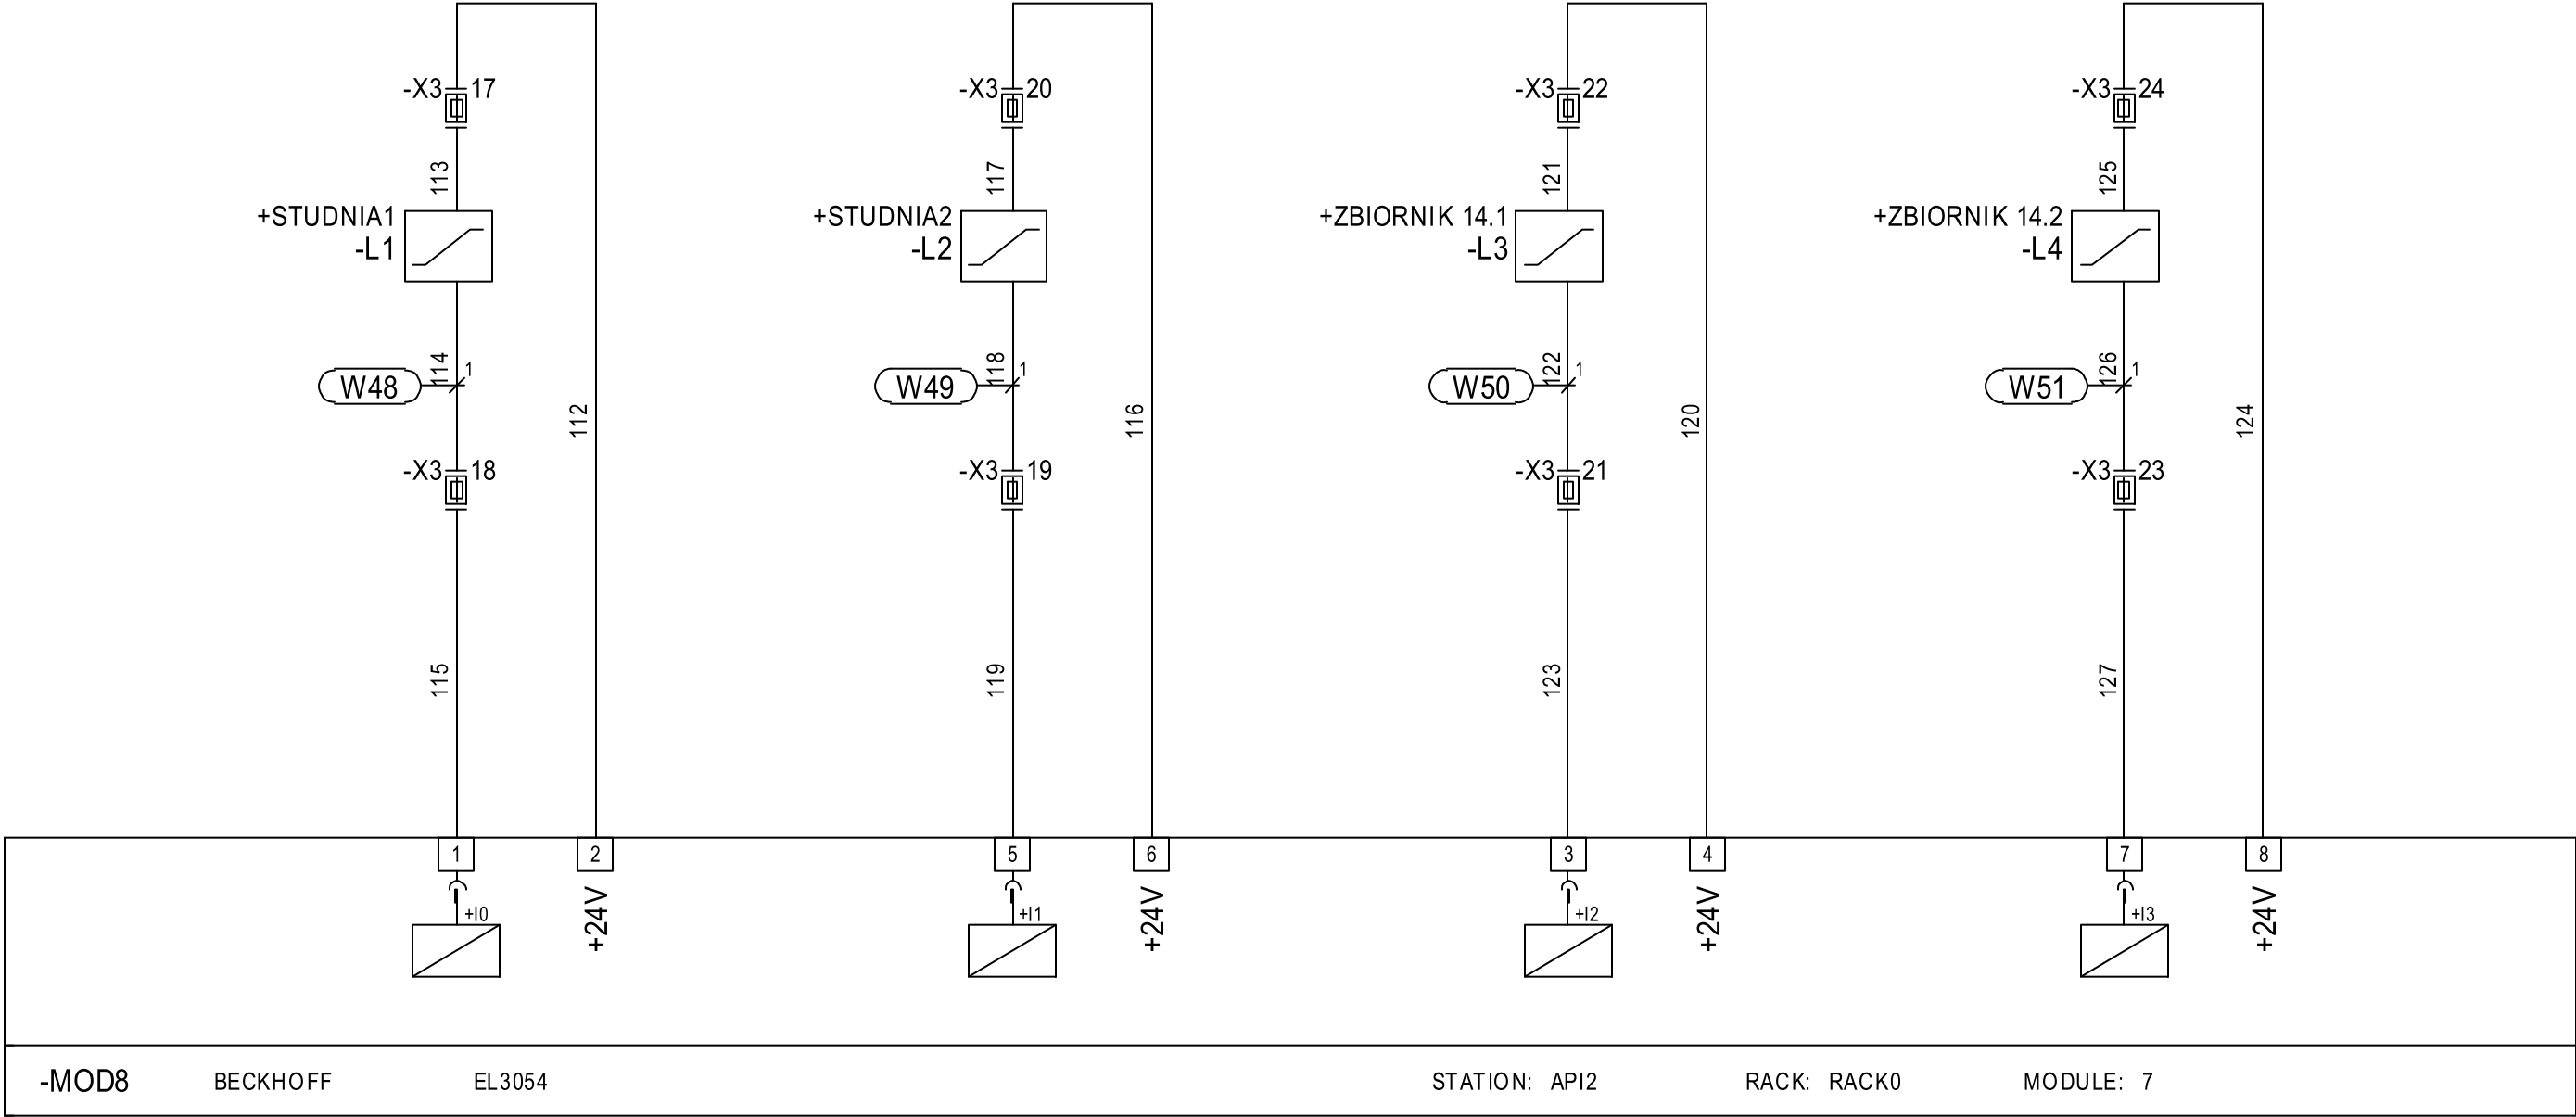 -X3 17 -X3 20 -X3 22 -X3 24
113 117 121 125
+STUDNIA1 +STUDNIA2 +ZBIORNIK 14.1 +ZBIORNIK 14.2
-L1 -L2 -L3 -L4
W48 114 1 W49 118 1 W50 122 1 W51 126 1
112 116 120 124
-X3 18 -X3 19 -X3 21 -X3 23
115 119 123 127
1 2 5 6 3 4 7 8
+I0 +24V +I1 +24V +I2 +24V +I3 +24V
-MOD8 BECKHOFF EL3054 STATION: API2 RACK: RACK0 MODULE: 7